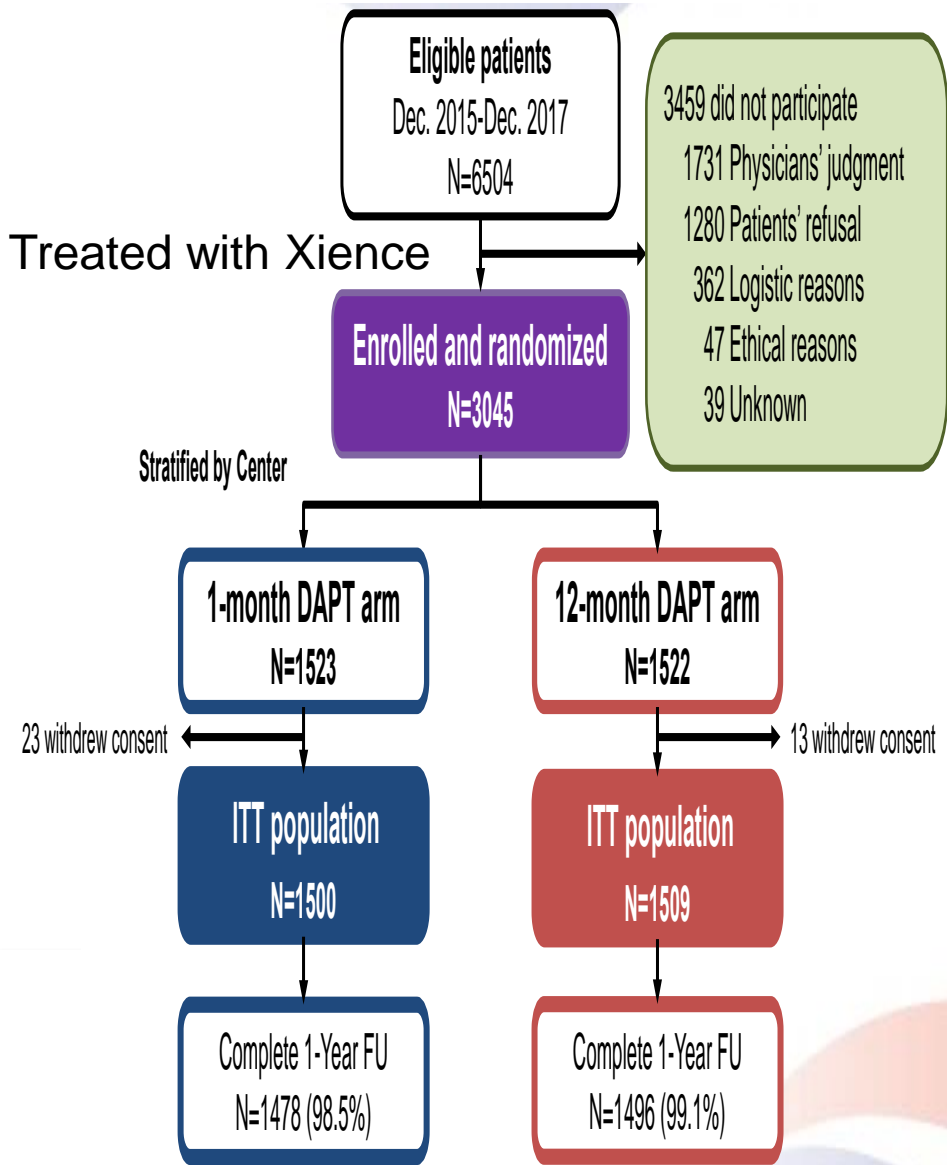 Eligible patients
Dec. 2015-Dec. 2017
N=6504
3459 did not participate
1731 Physicians’ judgment
1280 Patients’ refusal
362 Logistic reasons
47 Ethical reasons
39 Unknown
Treated with Xience
Enrolled and randomized
N=3045
Stratified by Center
1-month DAPT arm
N=1523
12-month DAPT arm
N=1522
23 withdrew consent
13 withdrew consent
ITT population
N=1500
ITT population
N=1509
Complete 1-Year FU
N=1478 (98.5%)
Complete 1-Year FU
N=1496 (99.1%)